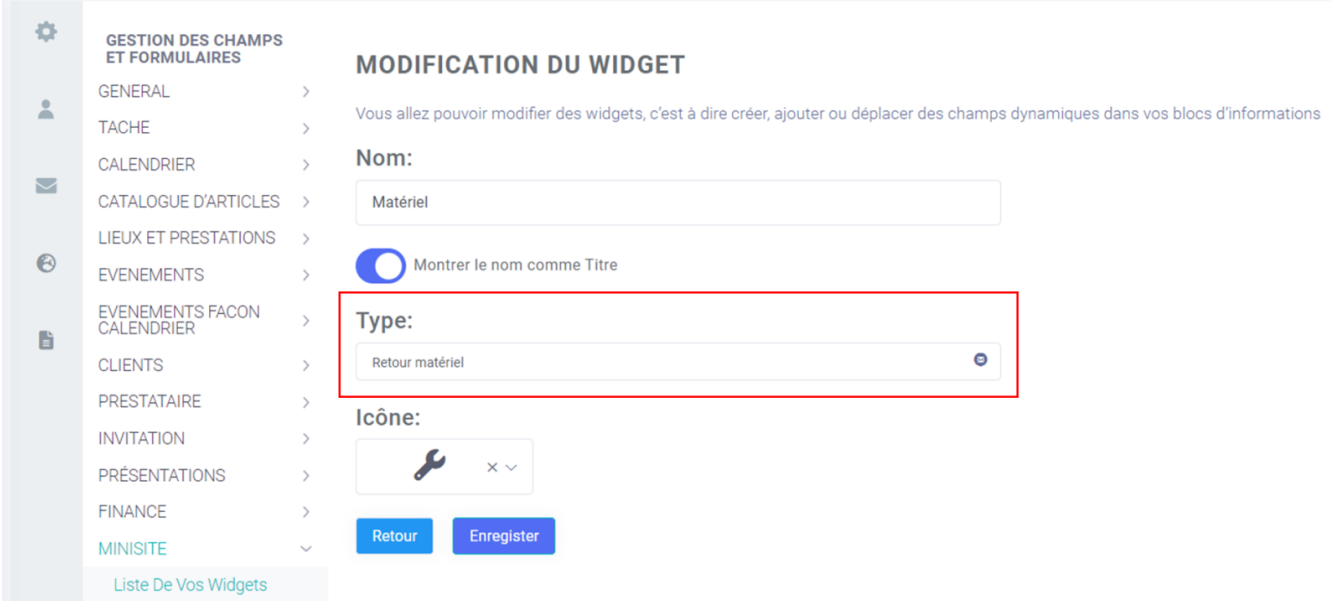 GESTION DES CHAMPS
ET FORMULAIRES
GENERAL
TACHE
CALENDRIER
CATALOGUE D'ARTICLES
LIEUX ET PRESTATIONS
EVENEMENTS
EVENEMENTS FACON
CALENDRIER
CLIENTS
PRESTATAIRE
INVITATION
PRÉSENTATIONS
FINANCE
MINISITE
Liste De Vos Widgets
MODIFICATION DU WIDGET
Vous allez pouvoir modifier des widgets, c'est à dire créer, ajouter ou déplacer des champs dynamiques dans vos blocs d'informations
Nom:
Matériel
Montrer le nom comme Titre
Type:
Retour matériel
Icône:
Retour
Enregister